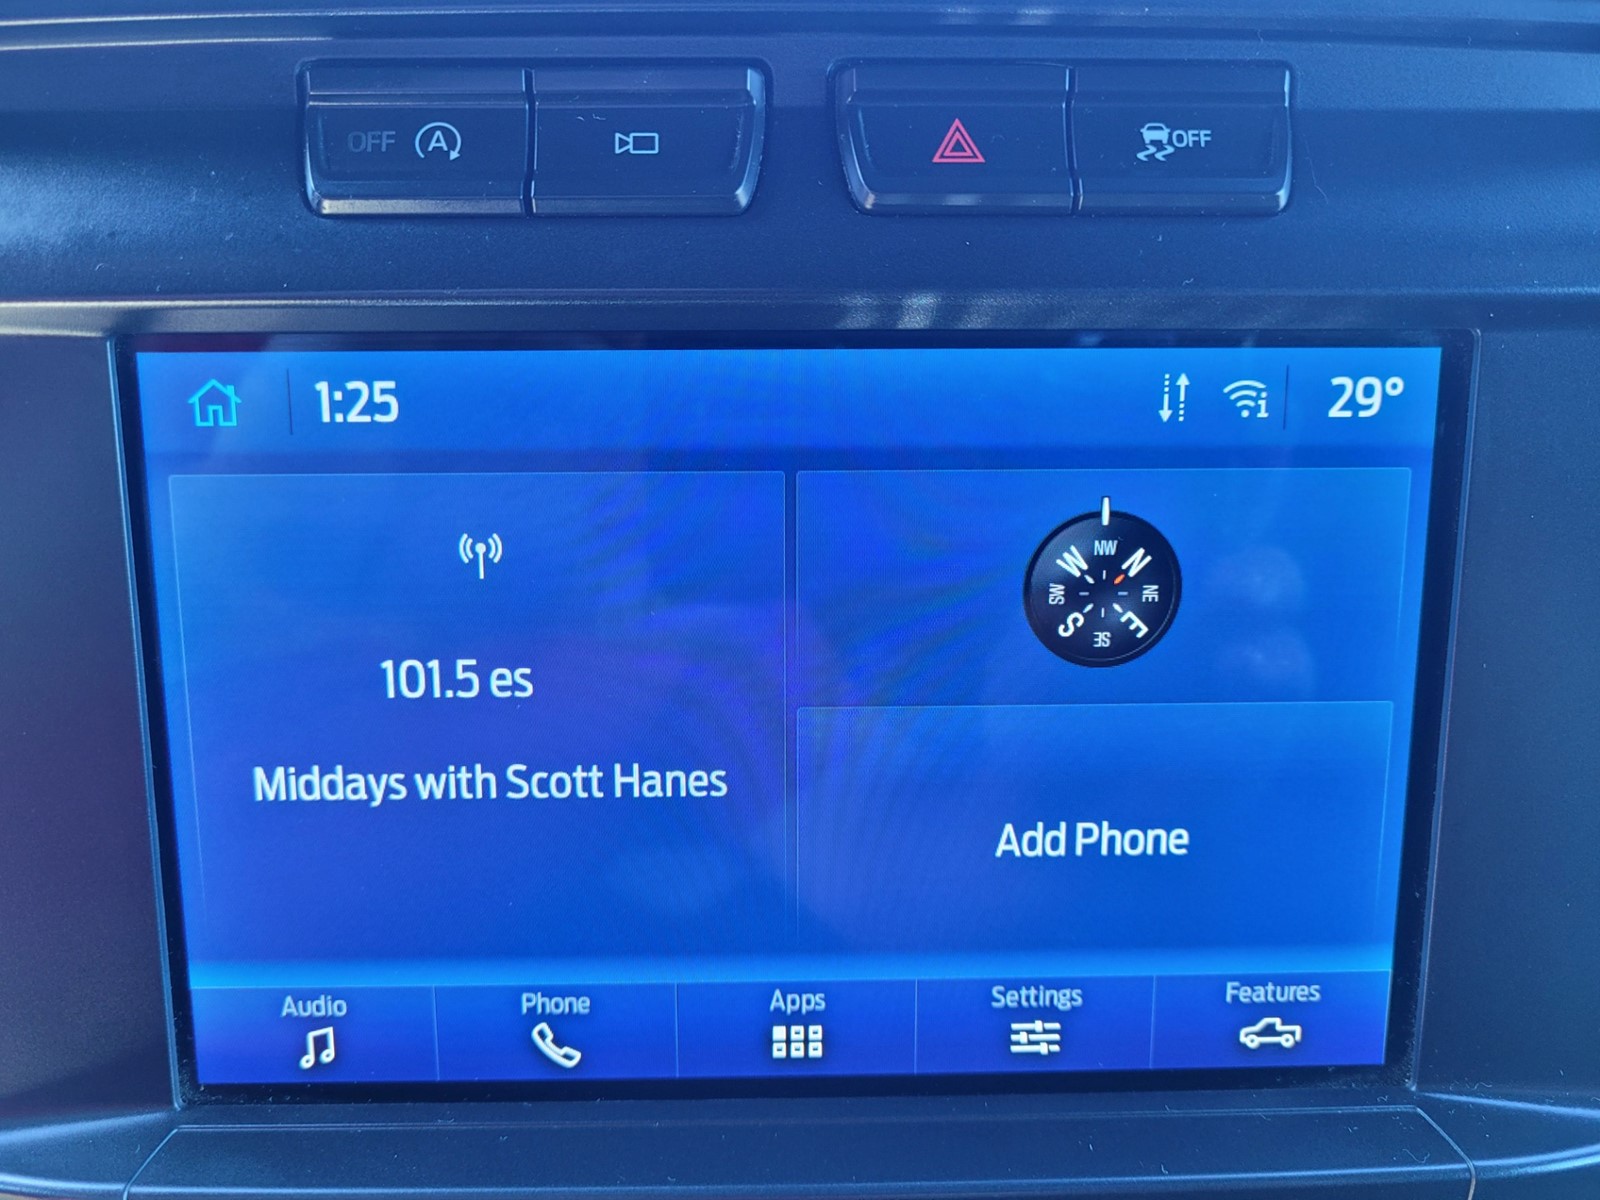 OFF A
OFF
1:25
29°
101.5 es
Middays with Scott Hanes
NW
W N
SW NE
S E
SE
Add Phone
Audio
Phone
Apps
Settings
Features